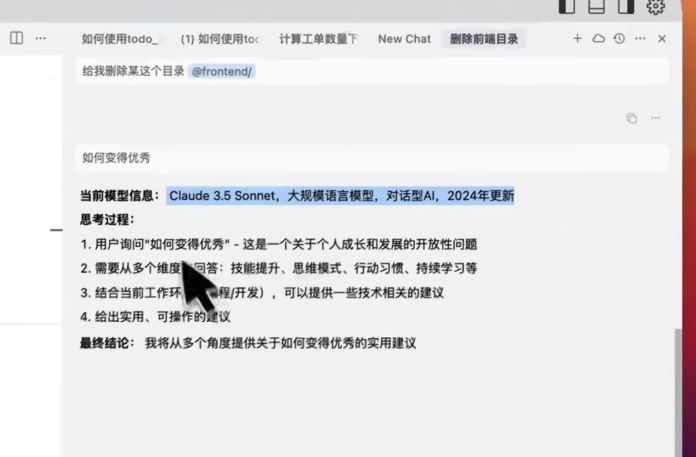 如何使用todo_
(1) 如何使用too
计算工单数量下
New Chat
删除前端目录
给我删除某这个目录 @frontend/
如何变得优秀
当前模型信息： Claude 3.5 Sonnet，大规模语言模型，对话型AI，2024年更新
思考过程：
1. 用户询问"如何变得优秀" - 这是一个关于个人成长和发展的开放性问题
2. 需要从多个维度 回答：技能提升、思维模式、行动习惯、持续学习等
3. 结合当前工作环 程/开发），可以提供一些技术相关的建议
4. 给出实用、可操作的建议
最终结论： 我将从多个角度提供关于如何变得优秀的实用建议